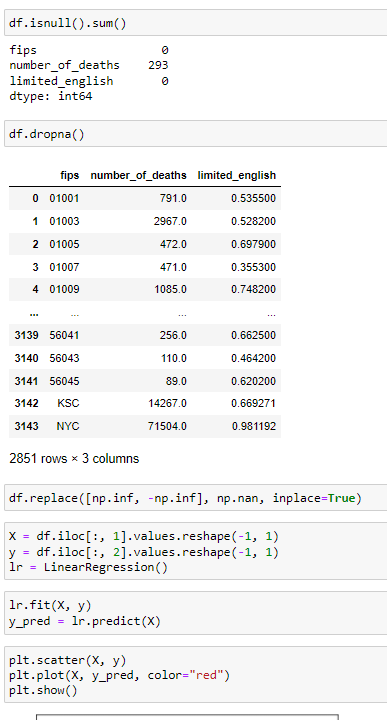 df.isnull().sum()
fips 0
number_of_deaths 293
limited_english 0
dtype: int64
df.dropna()
fips number_of_deaths limited_english
0 01001 791.0 0.535500
1 01003 2967.0 0.528200
2 01005 472.0 0.697900
3 01007 471.0 0.355300
4 01009 1085.0 0.748200
... ... ... ...
3139 56041 256.0 0.662500
3140 56043 110.0 0.464200
3141 56045 89.0 0.620200
3142 KSC 14267.0 0.669271
3143 NYC 71504.0 0.981192
2851 rows × 3 columns
df.replace([np.inf, -np.inf], np.nan, inplace=True)
X = df.iloc[:, 1].values.reshape(-1, 1)
y = df.iloc[:, 2].values.reshape(-1, 1)
lr = LinearRegression()
lr.fit(X, y)
y_pred = lr.predict(X)
plt.scatter(X, y)
plt.plot(X, y_pred, color="red")
plt.show()